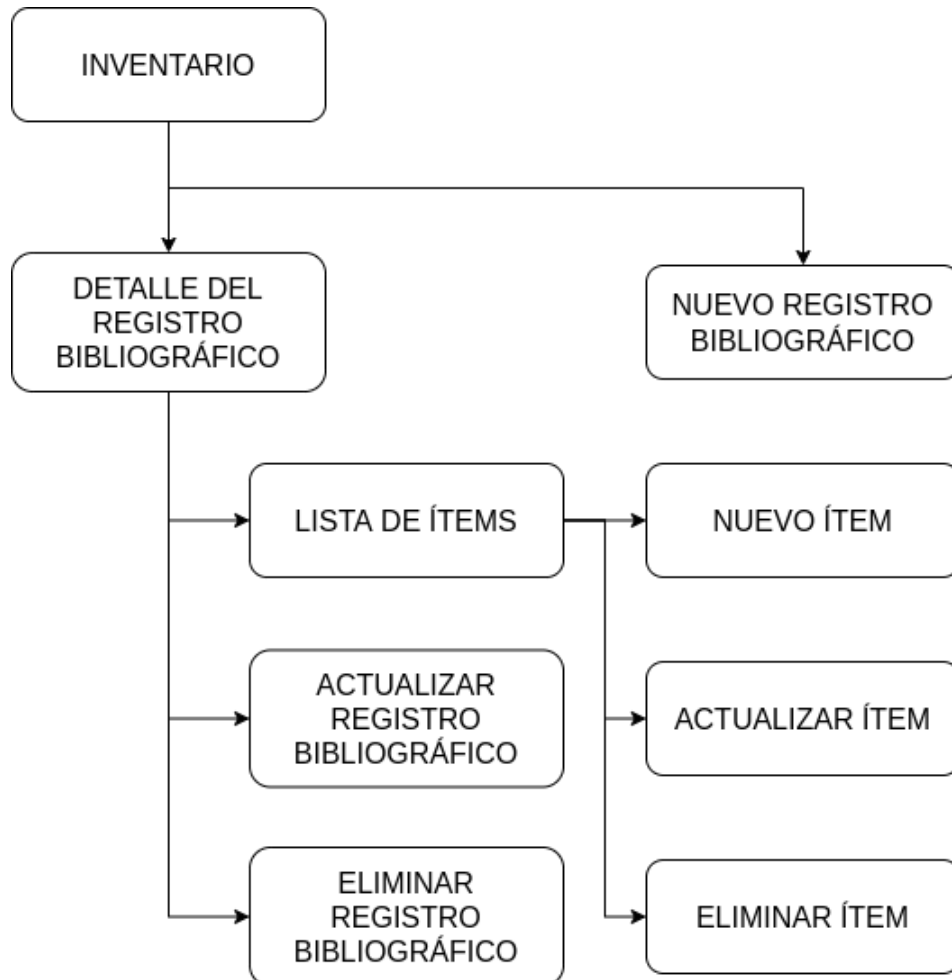 INVENTARIO
DETALLE DEL
REGISTRO
BIBLIOGRÁFICO
NUEVO REGISTRO
BIBLIOGRÁFICO
LISTA DE ÍTEMS
NUEVO ÍTEM
ACTUALIZAR
REGISTRO
BIBLIOGRÁFICO
ACTUALIZAR ÍTEM
ELIMINAR
REGISTRO
BIBLIOGRÁFICO
ELIMINAR ÍTEM